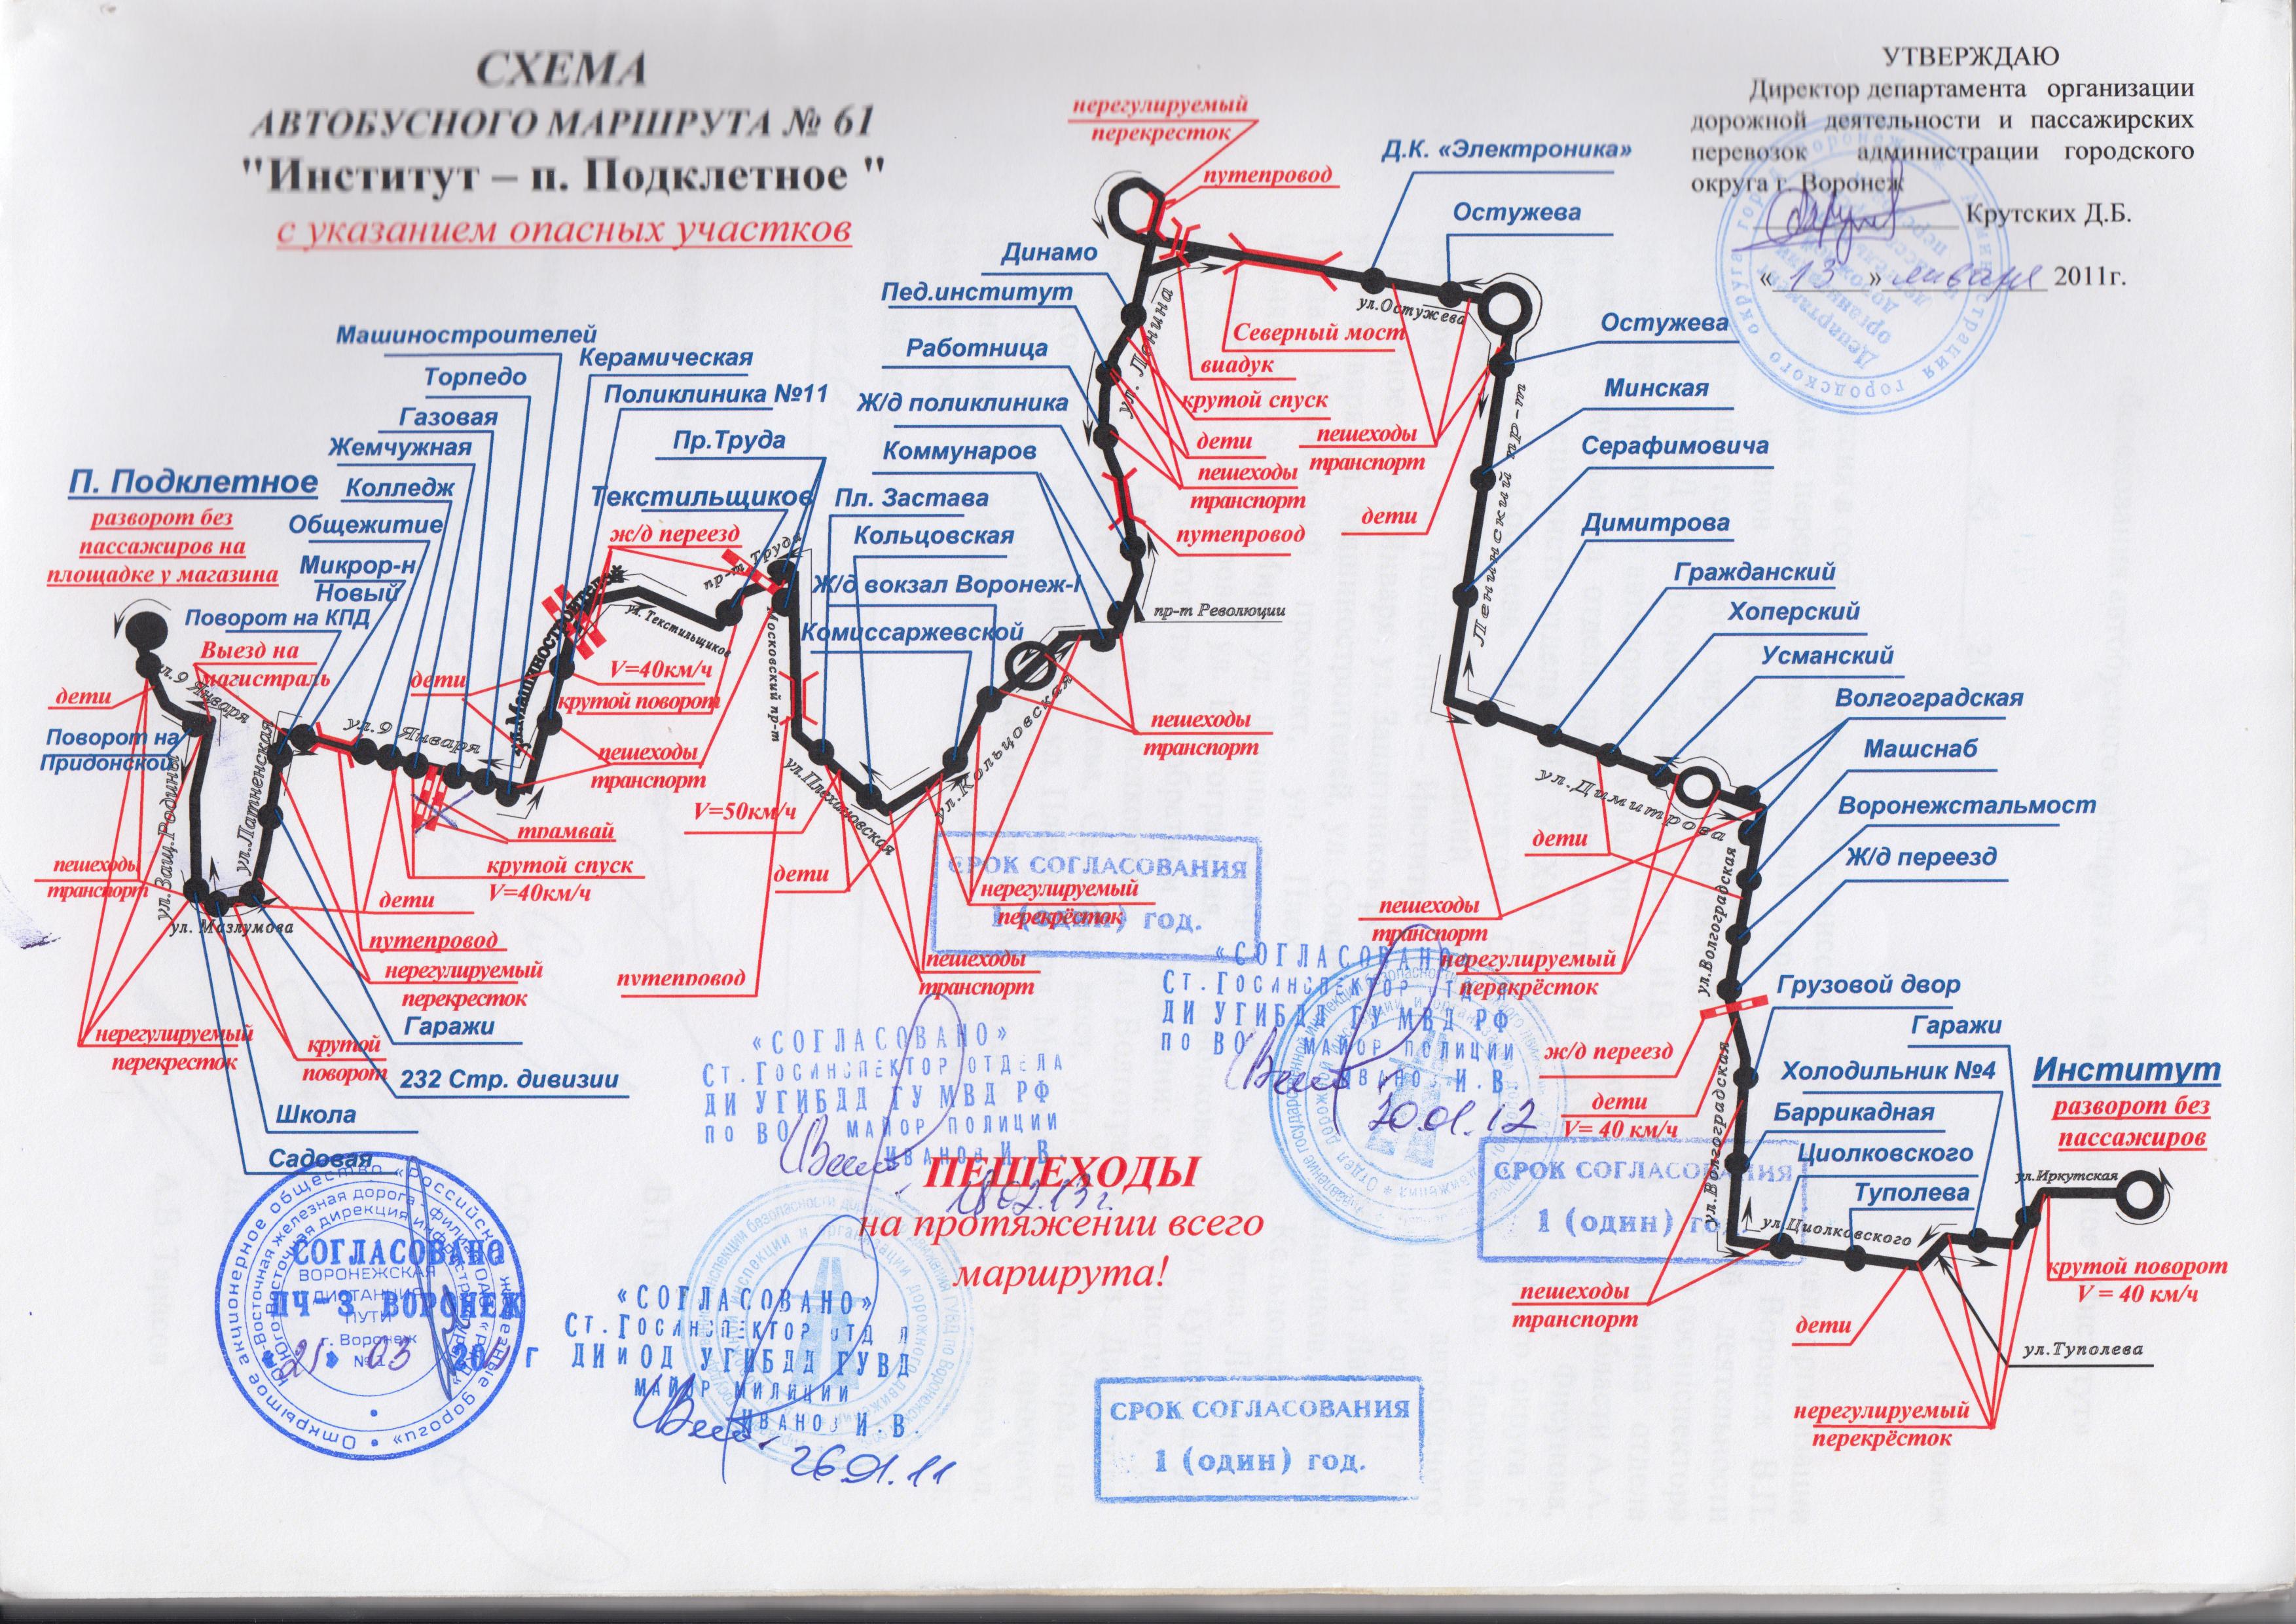 СХЕМА
АВТОБУСНОГО МАРШРУТА № 61
"Институт – п. Подклетное "
с указанием опасных участков
УТВЕРЖДАЮ
Директор департамента организации
дорожной деятельности и пассажирских
перевозок администрации городского
округа г. Воронеж
Крутских Д.Б.
« 13 » января 2011г.
нерегулируемый
перекресток
путепровод
Д.К. «Электроника»
Остужева
Динамо
Пед.институт
Работница
Ж/д поликлиника
Коммунаров
ул. Ленина
ул.Остужева
Северный мост
виадук
крутой спуск
дети
пешеходы
транспорт
путепровод
пешеходы
транспорт
дети
Остужева
Минская
Серафимовича
Димитрова
Гражданский
Хоперский
Усманский
Волгоградская
Машснаб
Воронежстальмост
Ж/д переезд
Ленинский пр-т
Машиностроителей
Торпедо
Газовая
Жемчужная
Колледж
Общежитие
Микрор-н
Новый
Поворот на КПД
Керамическая
Поликлиника №11
Пр.Труда
Текстильщиков
ж/д переезд
пр-т Труда
Пл. Застава
Кольцовская
Ж/д вокзал Воронеж-I
Комиссаржевской
пр-т Революции
П. Подклетное
разворот без
пассажиров на
площадке у магазина
Выезд на
магистраль
дети
ул.9 Января
Поворот на
Придонской
ул.Защ.Родины
ул.Латненская
ул.9 Января
пешеходы
транспорт
ул. Мазлумова
дети
ул.Машиностроителей
ул. Текстильщиков
V=40км/ч
крутой поворот
пешеходы
транспорт
Московский пр-т
V=50км/ч
ул.Плехановская
ул.Кольцовская
трамвай
крутой спуск
V=40км/ч
дети
путепровод
нерегулируемый
перекресток
Гаражи
232 Стр. дивизии
нерегулируемый
перекресток
крутой
поворот
Школа
Садовая
дети
путепровод
нерегулируемый
перекрёсток
пешеходы
транспорт
пешеходы
транспорт
дети
ул.Димитрова
пешеходы
транспорт
нерегулируемый
перекрёсток
ул.Волгоградская
ж/д переезд
дети
V= 40 км/ч
ул.Волгоградская
Грузовой двор
Гаражи
Холодильник №4
Баррикадная
Циолковского
Туполева
Институт
разворот без
пассажиров
ул.Иркутская
ул.Циолковского
крутой поворот
V = 40 км/ч
пешеходы
транспорт
дети
ул.Туполева
нерегулируемый
перекрёсток
ПЕШЕХОДЫ
на протяжении всего
маршрута!
СРОК СОГЛАСОВАНИЯ
1 (один) год.
«СОГЛАСОВАНО»
Ст.Госинспектор отдела
ДИ УГИБДД ГУ МВД РФ
по ВО майор полиции
Иванов И.В.
18.02.13г.
«СОГЛАСОВАНО»
Ст.Госинспектор отдела
ДИ УГИБДД ГУ МВД РФ
по ВО майор полиции
Иванов И.В
20.01.12
СРОК СОГЛАСОВАНИЯ
1 (один) го
«СОГЛАСОВАНО»
Ст.Госинспектор отд я
ДИ и ОД УГИБДД ГУВД
майор милиции
Иванов И.В.
26.01.11
СРОК СОГЛАСОВАНИЯ
1 (один) год.
СОГЛАСОВАНО
ВОРОНЕЖСКАЯ
ДИСТАНЦИЯ
ПУТИ
ПЧ-3 ВОРОНЕЖ
г. Воронеж